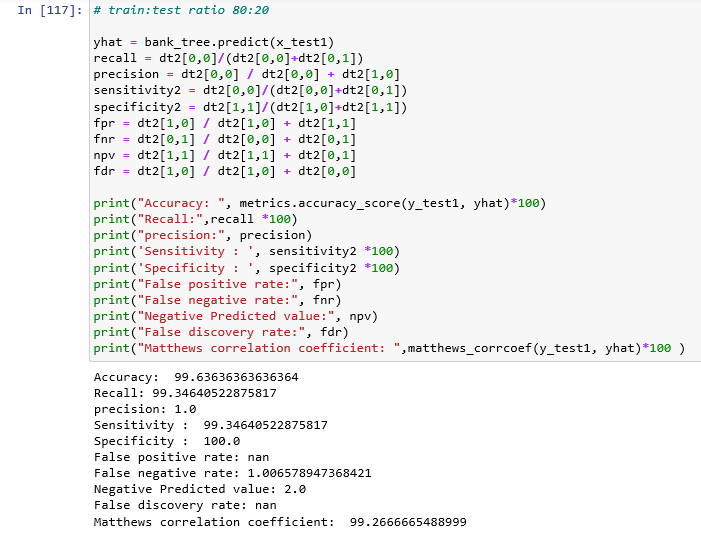 In [117]: # train:test ratio 80:20
yhat = bank_tree.predict(x_test1)
recall = dt2[0,0]/(dt2[0,0]+dt2[0,1])
precision = dt2[0,0] / dt2[0,0] + dt2[1,0]
sensitivity2 = dt2[0,0]/(dt2[0,0]+dt2[0,1])
specificity2 = dt2[1,1]/(dt2[1,0]+dt2[1,1])
fpr = dt2[1,0] / dt2[1,0] + dt2[1,1]
fnr = dt2[0,1] / dt2[0,0] + dt2[0,1]
npv = dt2[1,1] / dt2[1,1] + dt2[0,1]
fdr = dt2[1,0] / dt2[1,0] + dt2[0,0]
print("Accuracy: ", metrics.accuracy_score(y_test1, yhat)*100)
print("Recall:",recall *100)
print("precision:", precision)
print('Sensitivity : ', sensitivity2 *100)
print('Specificity : ', specificity2 *100)
print("False positive rate:", fpr)
print("False negative rate:", fnr)
print("Negative Predicted value:", npv)
print("False discovery rate:", fdr)
print("Matthews correlation coefficient: ",matthews_corrcoef(y_test1, yhat)*100 )
Accuracy:  99.63636363636364
Recall: 99.34640522875817
precision: 1.0
Sensitivity :  99.34640522875817
Specificity :  100.0
False positive rate: nan
False negative rate: 1.006578947368421
Negative Predicted value: 2.0
False discovery rate: nan
Matthews correlation coefficient:  99.2666665488999